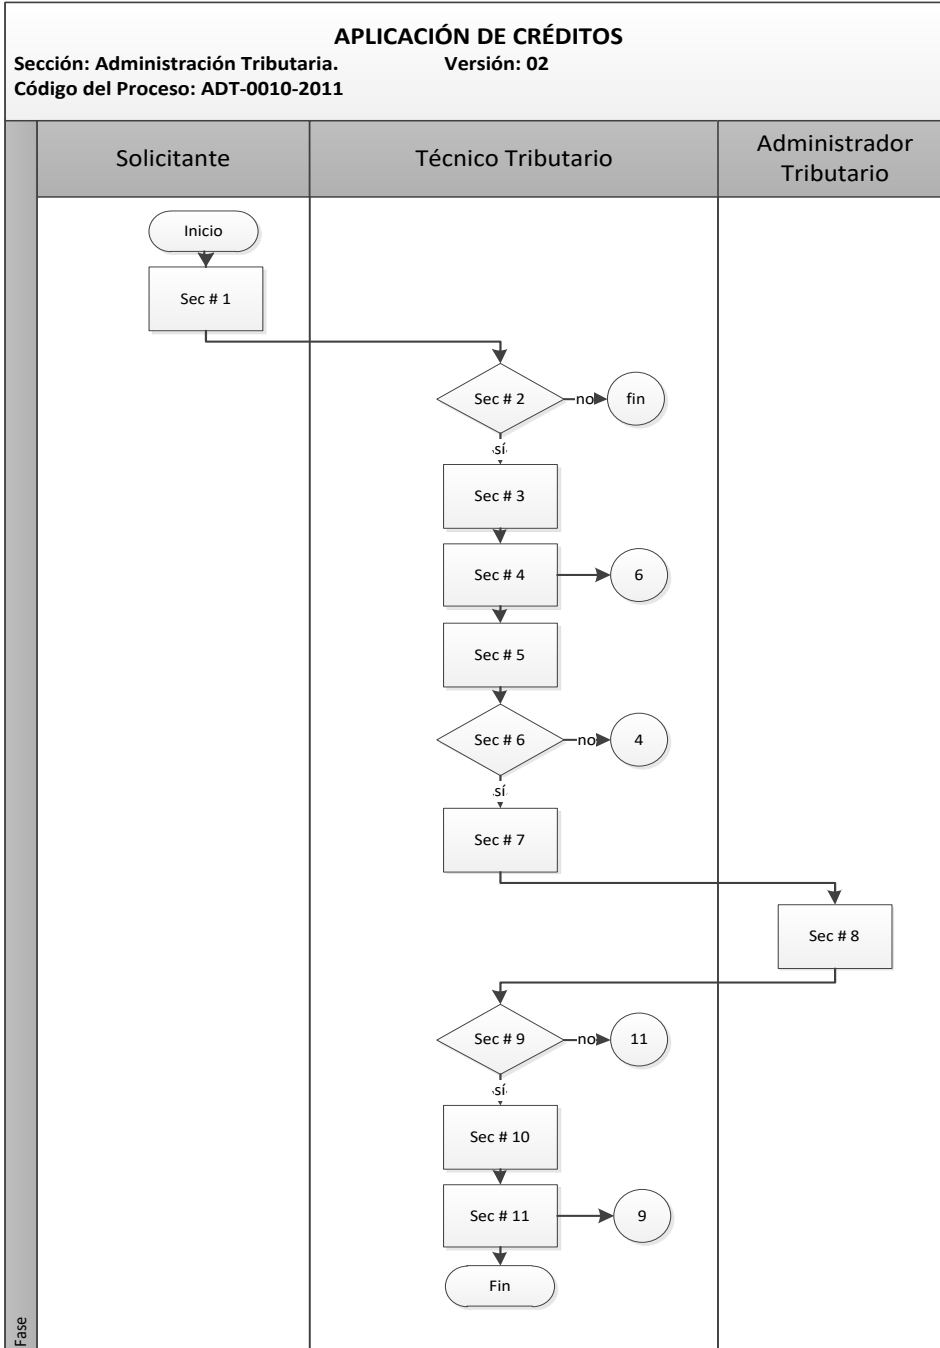 APLICACIÓN DE CRÉDITOS
Sección: Administración Tributaria. Versión: 02
Código del Proceso: ADT-0010-2011
Solicitante
Técnico Tributario
Administrador
Tributario
Inicio
Sec # 1
Sec # 2
no
fin
sí
Sec # 3
Sec # 4
6
Sec # 5
Sec # 6
no
4
sí
Sec # 7
Sec # 8
Sec # 9
no
11
sí
Sec # 10
Sec # 11
9
Fin
Fase